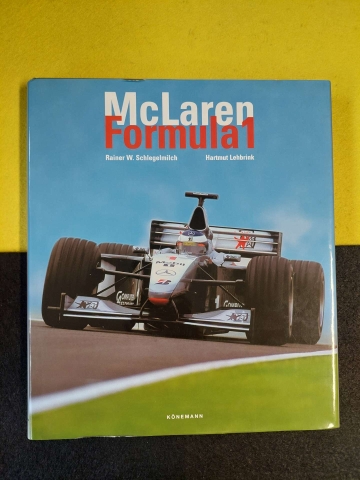 McLaren
Formula1
Rainer W. Schlegelmilch Hartmut Lehbrink
KÖNEMANN